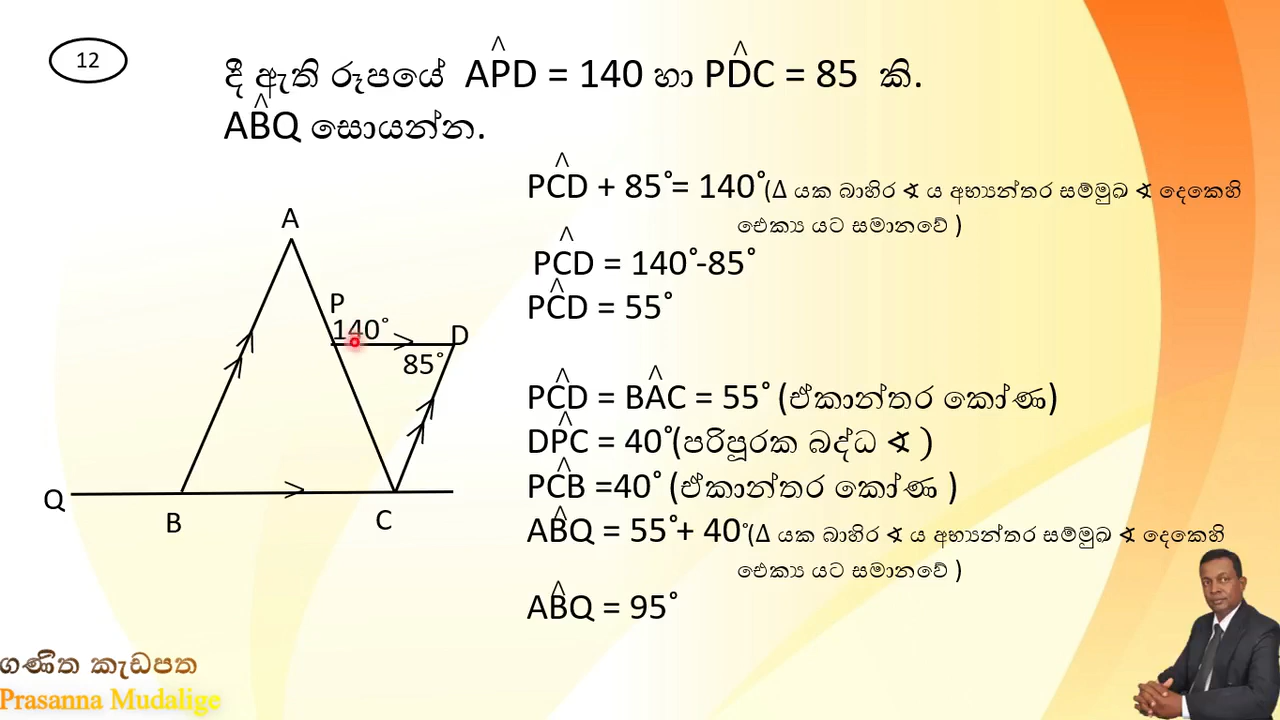 12
දී ඇති රූපයේ APD = 140 හා PDC = 85 කි.
ABQ සොයන්න.
PCD + 85°= 140°(Δ යක බාහිර ∢ ය අභ්‍යන්තර සම්මුඛ ∢ දෙකෙහි
ඓක්‍ය යට සමානවේ )
PCD = 140°-85°
PCD = 55°
PCD = BAC = 55° (ඒකාන්තර කෝණ)
DPC = 40°(පරිපූරක බද්ධ ∢ )
PCB =40° (ඒකාන්තර කෝණ )
ABQ = 55°+ 40°(Δ යක බාහිර ∢ ය අභ්‍යන්තර සම්මුඛ ∢ දෙකෙහි
ඓක්‍ය යට සමානවේ )
ABQ = 95°
A
P
140°
D
85°
Q
B
C
ගණිත කැඩපත
Prasanna Mudalige